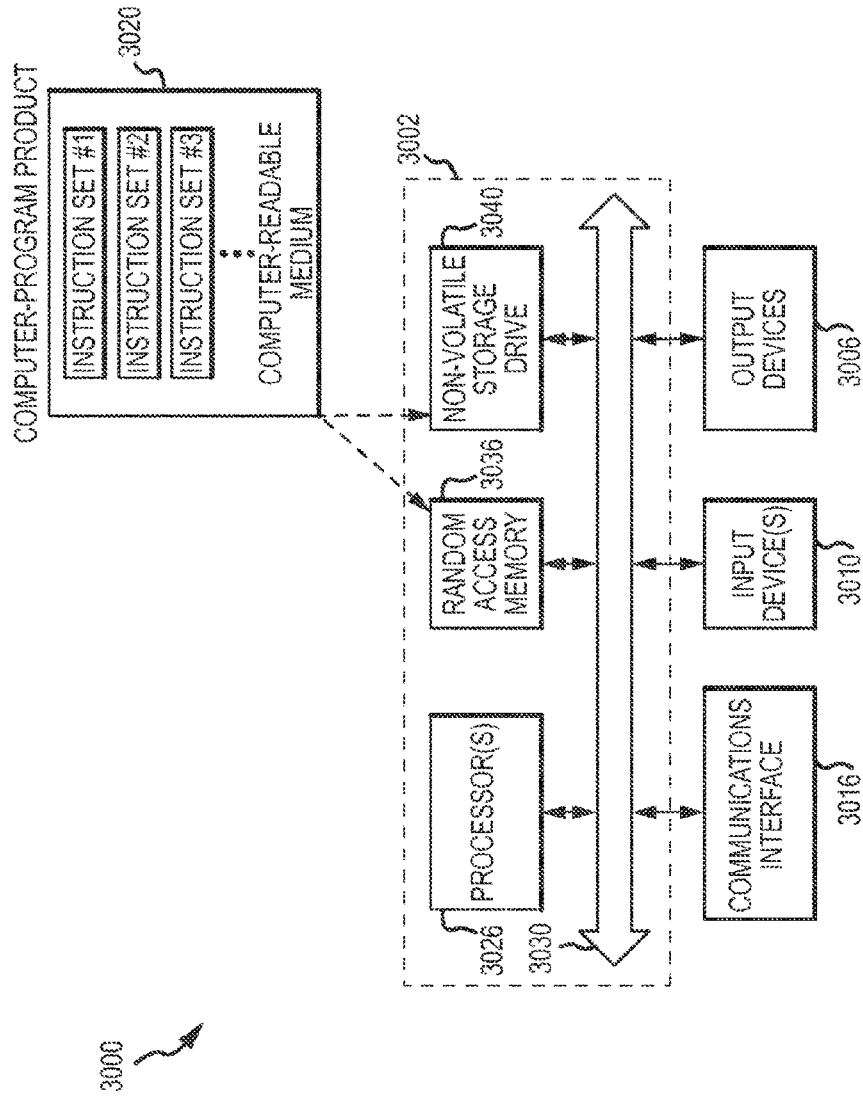 3000
COMPUTER-PROGRAM PRODUCT
INSTRUCTION SET #1
INSTRUCTION SET #2
INSTRUCTION SET #3
COMPUTER-READABLE
MEDIUM
3020
3002
PROCESSOR(S)
3026
RANDOM
ACCESS
MEMORY
3036
NON-VOLATILE
STORAGE
DRIVE
3040
3030
COMMUNICATIONS
INTERFACE
3016
INPUT
DEVICE(S)
3010
OUTPUT
DEVICES
3006